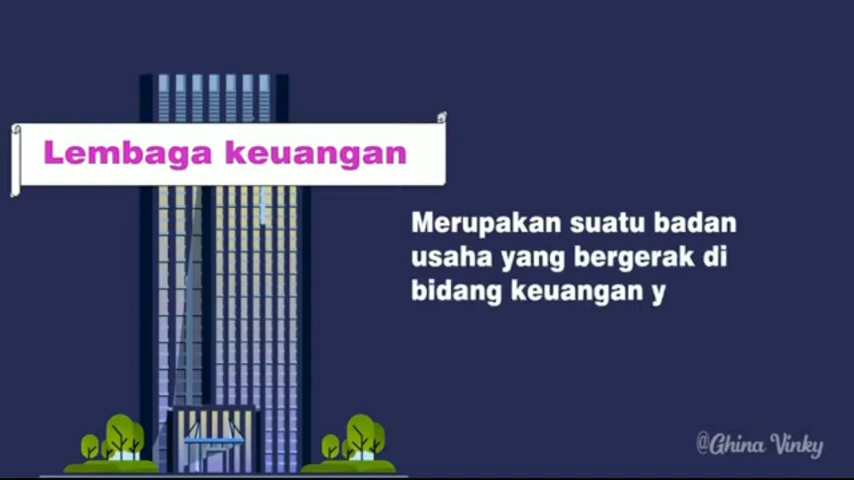 Lembaga keuangan
Merupakan suatu badan
usaha yang bergerak di
bidang keuangan y
@Ghina Vinky